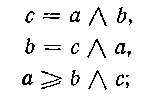 c = a ∧ b,
b = c ∧ a,
a ⩾ b ∧ c;